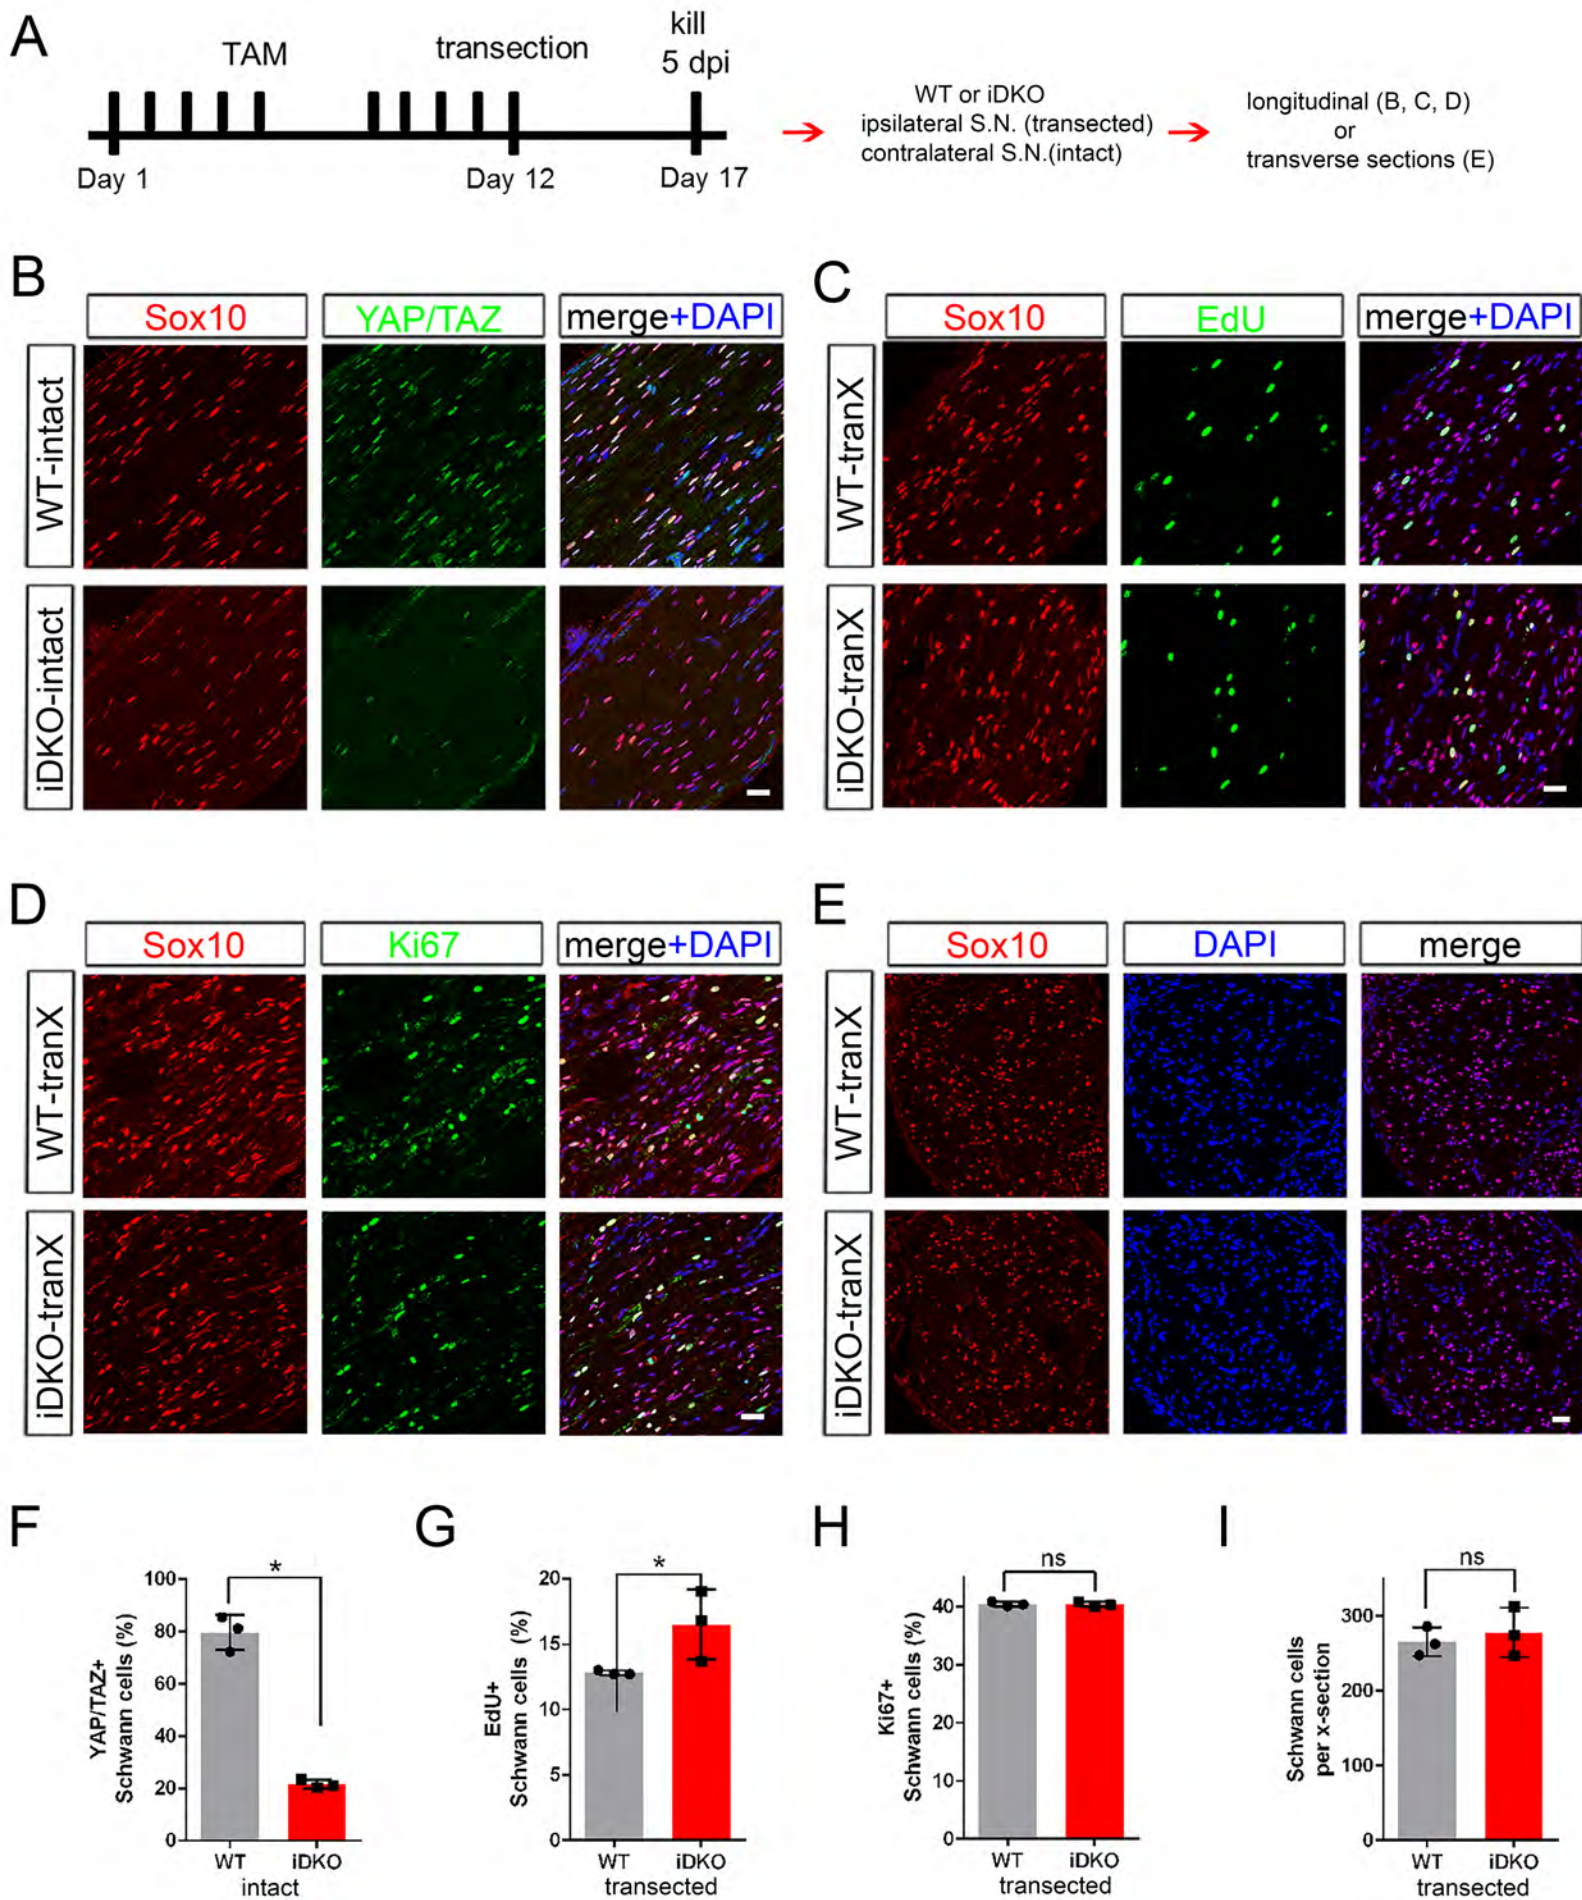 A
TAM
transection
kill
5 dpi
Day 1
Day 12
Day 17
WT or iDKO
ipsilateral S.N. (transected)
contralateral S.N.(intact)
longitudinal (B, C, D)
or
transverse sections (E)
B
Sox10
YAP/TAZ
merge+DAPI
WT-intact
iDKO-intact
C
Sox10
EdU
merge+DAPI
WT-tranX
iDKO-tranX
D
Sox10
Ki67
merge+DAPI
WT-tranX
iDKO-tranX
E
Sox10
DAPI
merge
WT-tranX
iDKO-tranX
F
YAP/TAZ+
Schwann cells (%)
100
80
60
40
20
0
*
WT
iDKO
intact
G
EdU+
Schwann cells (%)
20
15
10
5
0
*
WT
iDKO
transected
H
Ki67+
Schwann cells (%)
40
30
20
10
0
ns
WT
iDKO
transected
I
Schwann cells
per x-section
300
200
100
0
ns
WT
iDKO
transected